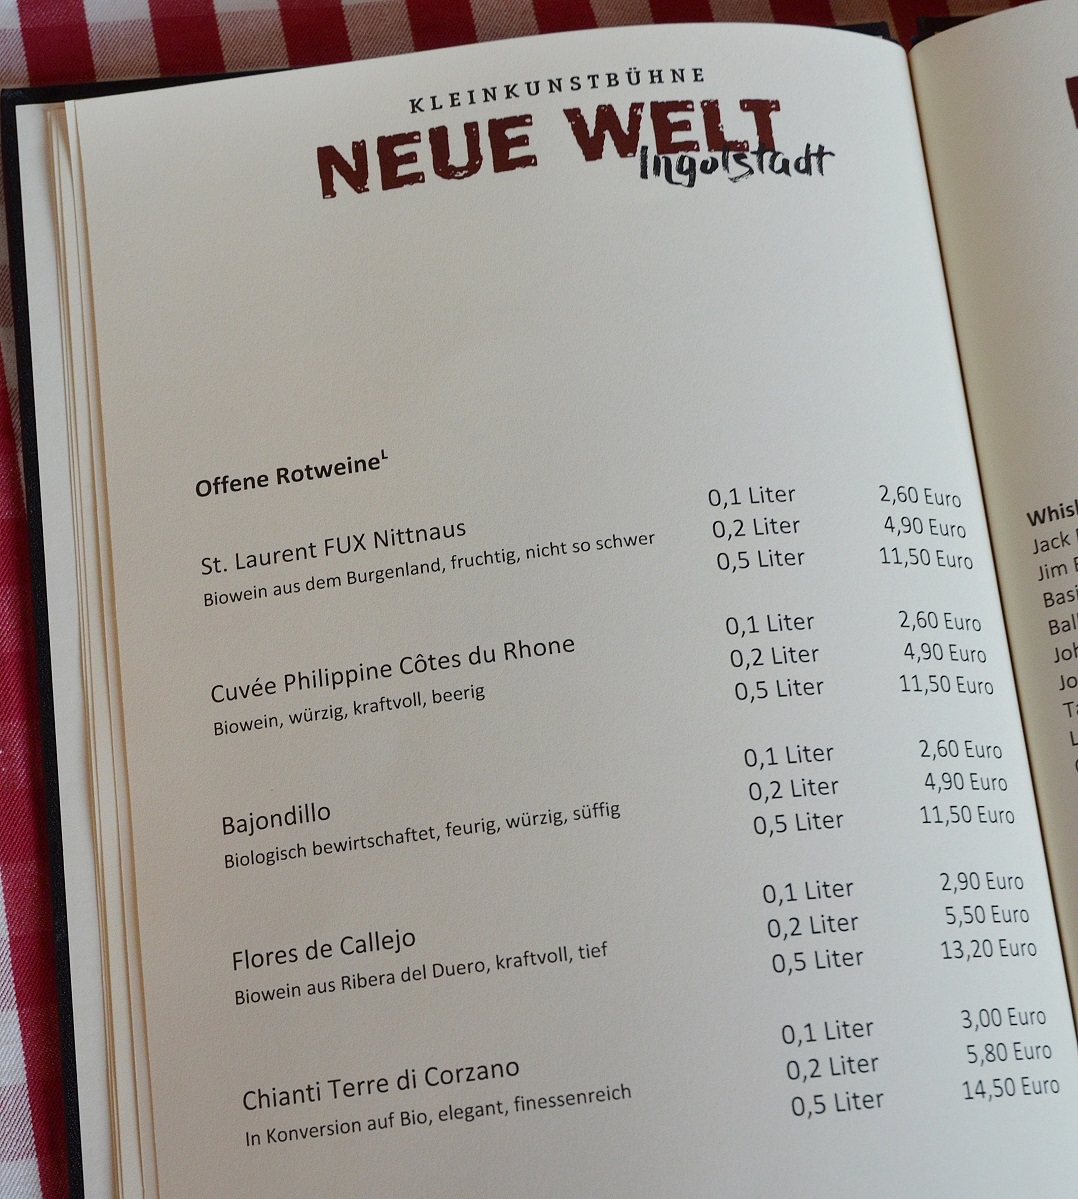 KLEINKUNSTBÜHNE
NEUE WELT
Ingolstadt
Offene Rotweineᴸ
St. Laurent FUX Nittnaus
Biowein aus dem Burgenland, fruchtig, nicht so schwer
0,1 Liter 2,60 Euro
0,2 Liter 4,90 Euro
0,5 Liter 11,50 Euro
Cuvée Philippine Côtes du Rhone
Biowein, würzig, kraftvoll, beerig
0,1 Liter 2,60 Euro
0,2 Liter 4,90 Euro
0,5 Liter 11,50 Euro
Bajondillo
Biologisch bewirtschaftet, feurig, würzig, süffig
0,1 Liter 2,60 Euro
0,2 Liter 4,90 Euro
0,5 Liter 11,50 Euro
Flores de Callejo
Biowein aus Ribera del Duero, kraftvoll, tief
0,1 Liter 2,90 Euro
0,2 Liter 5,50 Euro
0,5 Liter 13,20 Euro
Chianti Terre di Corzano
In Konversion auf Bio, elegant, finessenreich
0,1 Liter 3,00 Euro
0,2 Liter 5,80 Euro
0,5 Liter 14,50 Euro
Jack
Jim